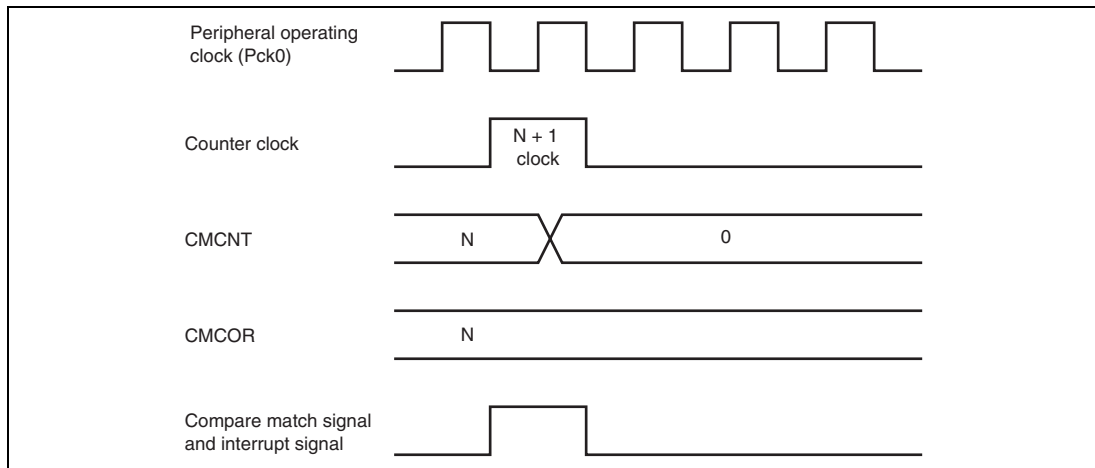 Peripheral operating
clock (Pck0)
Counter clock
N + 1
clock
CMCNT
N
0
CMCOR
N
Compare match signal
and interrupt signal